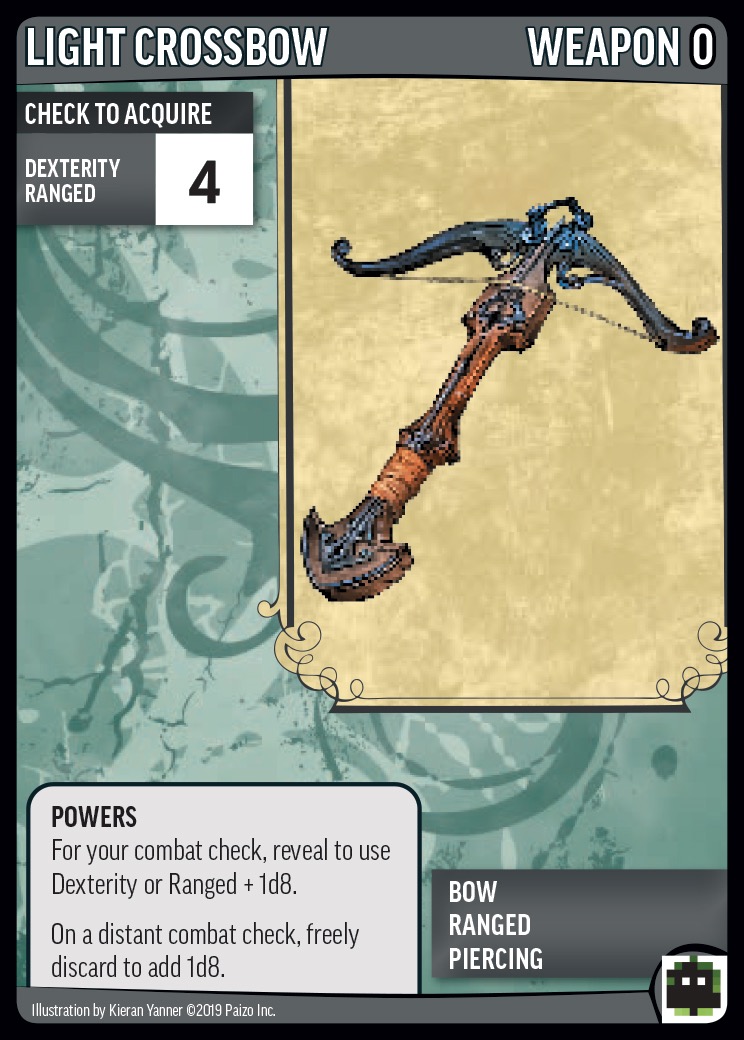 LIGHT CROSSBOW
WEAPON 0
CHECK TO ACQUIRE
DEXTERITY
RANGED
4
POWERS
For your combat check, reveal to use
Dexterity or Ranged + 1d8.
On a distant combat check, freely
discard to add 1d8.
BOW
RANGED
PIERCING
Illustration by Kieran Yanner ©2019 Paizo Inc.